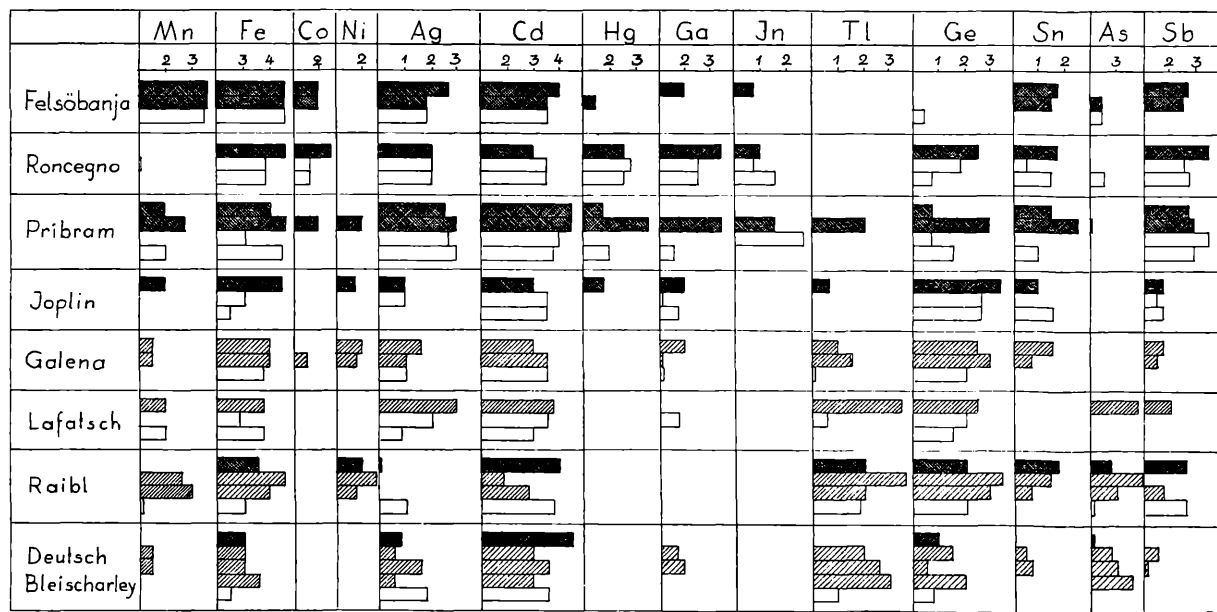 Mn Fe Co Ni Ag Cd Hg Ga Jn Tl Ge Sn As Sb
2 3 3 4 2 2 1 2 3 2 3 4 2 3 2 3 1 2 1 2 3 1 2 3 1 2 3 2 3
Felsöbanja
Roncegno
Pribram
Joplin
Galena
Lafatsch
Raibl
Deutsch
Bleischarley